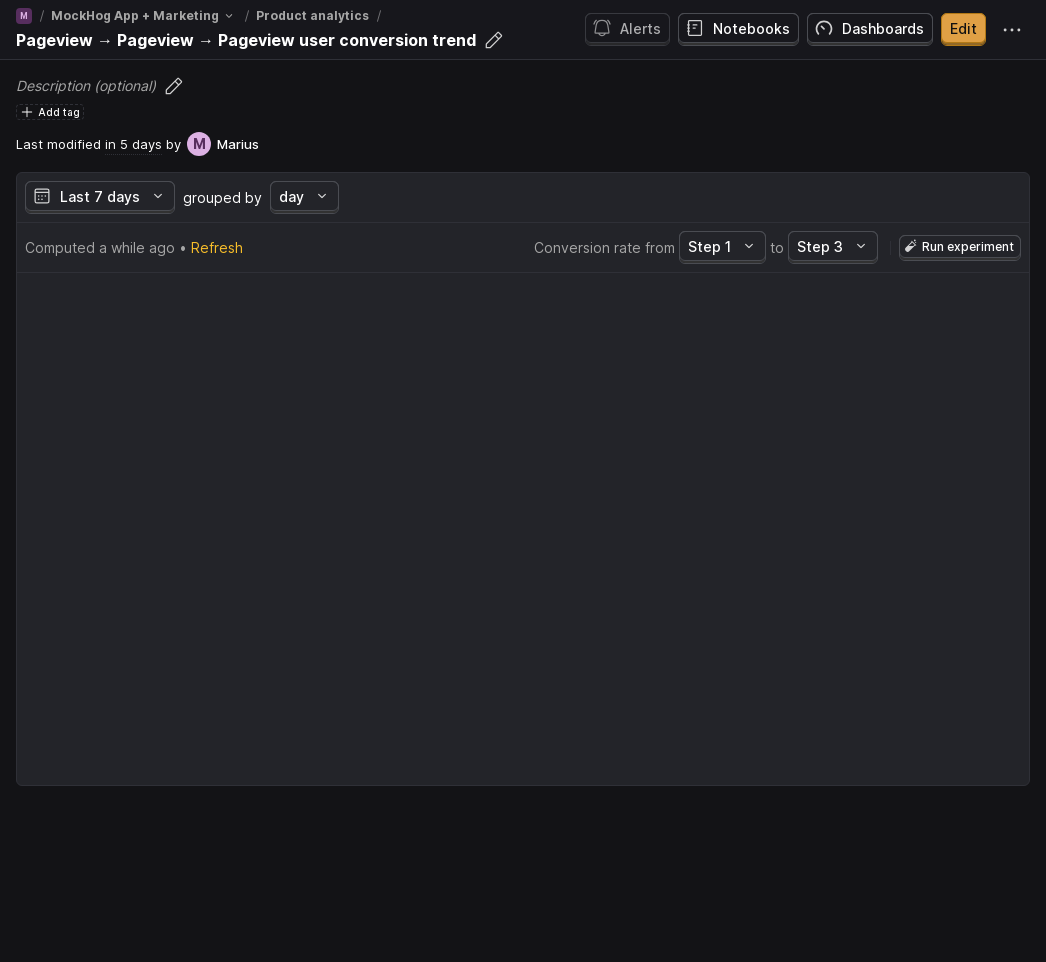 M / MockHog App + Marketing / Product analytics /
Pageview → Pageview → Pageview user conversion trend
Alerts Notebooks Dashboards Edit
Description (optional)
Add tag
Last modified in 5 days by M Marius
Last 7 days grouped by day
Computed a while ago • Refresh Conversion rate from Step 1 to Step 3 Run experiment